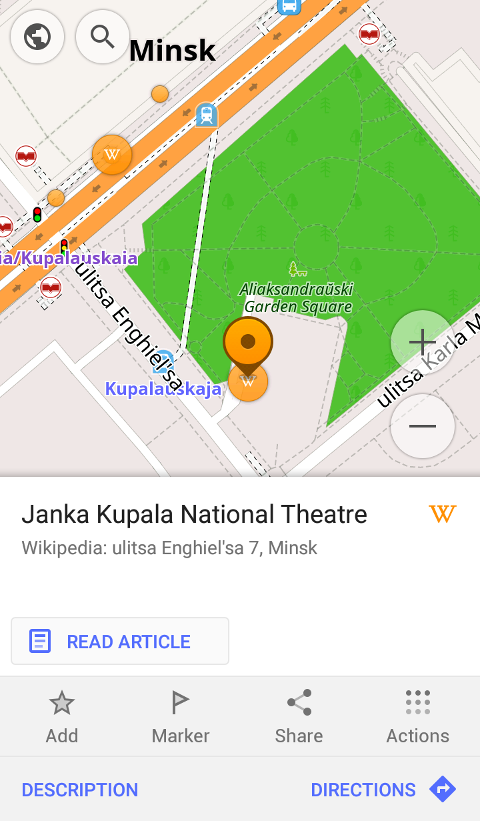 Minsk
ia/Kupalauskaia
ulitsa Enghiel'sa
Aliaksandraŭski
Garden Square
Kupalauskaja
ulitsa Karla M
W
W
Janka Kupala National Theatre
W
Wikipedia: ulitsa Enghiel'sa 7, Minsk
READ ARTICLE
Add
Marker
Share
Actions
DESCRIPTION
DIRECTIONS